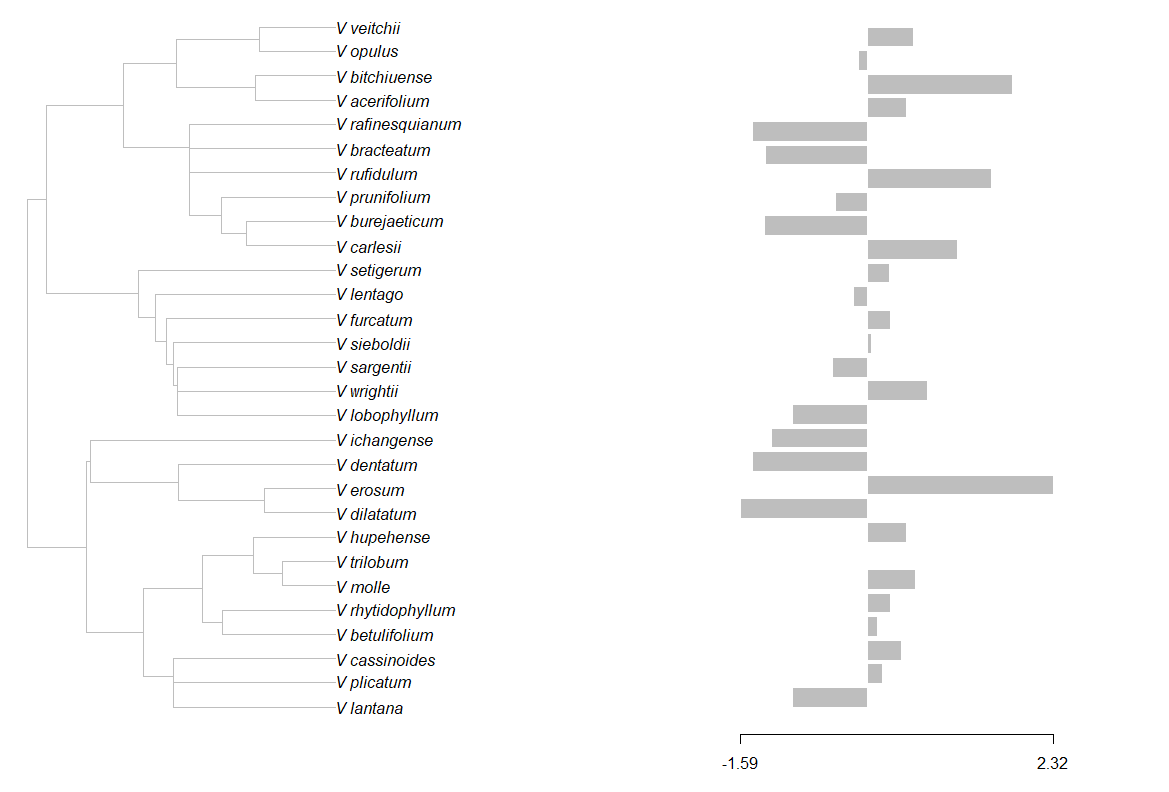 V veitchii
V opulus
V bitchiuense
V acerifolium
V rafinesquianum
V bracteatum
V rufidulum
V prunifolium
V burejaeticum
V carlesii
V setigerum
V lentago
V furcatum
V sieboldii
V sargentii
V wrightii
V lobophyllum
V ichangense
V dentatum
V erosum
V dilatatum
V hupehense
V trilobum
V molle
V rhytidophyllum
V betulifolium
V cassinoides
V plicatum
V lantana
-1.59 2.32